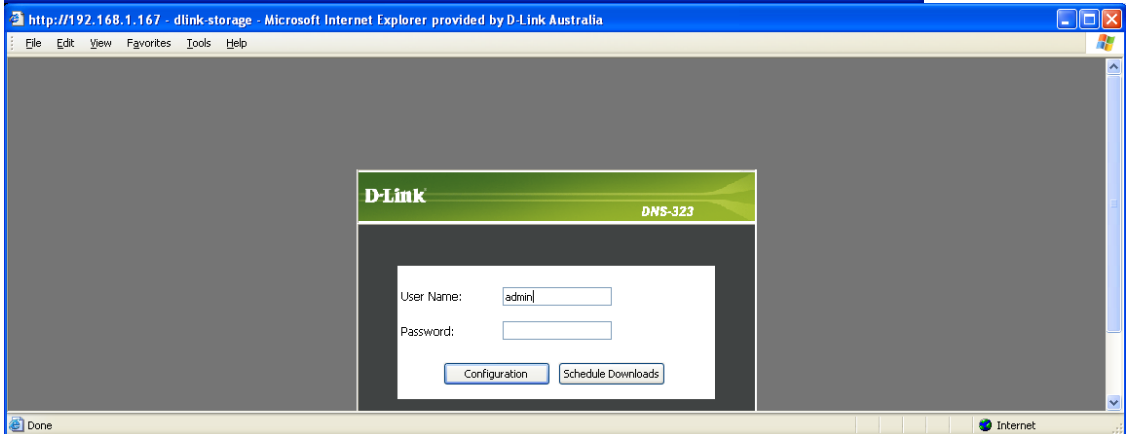 http://192.168.1.167 - dlink-storage - Microsoft Internet Explorer provided by D-Link Australia
File Edit View Favorites Tools Help
D-Link
DNS-323
User Name: admin
Password:
Configuration Schedule Downloads
Done Internet